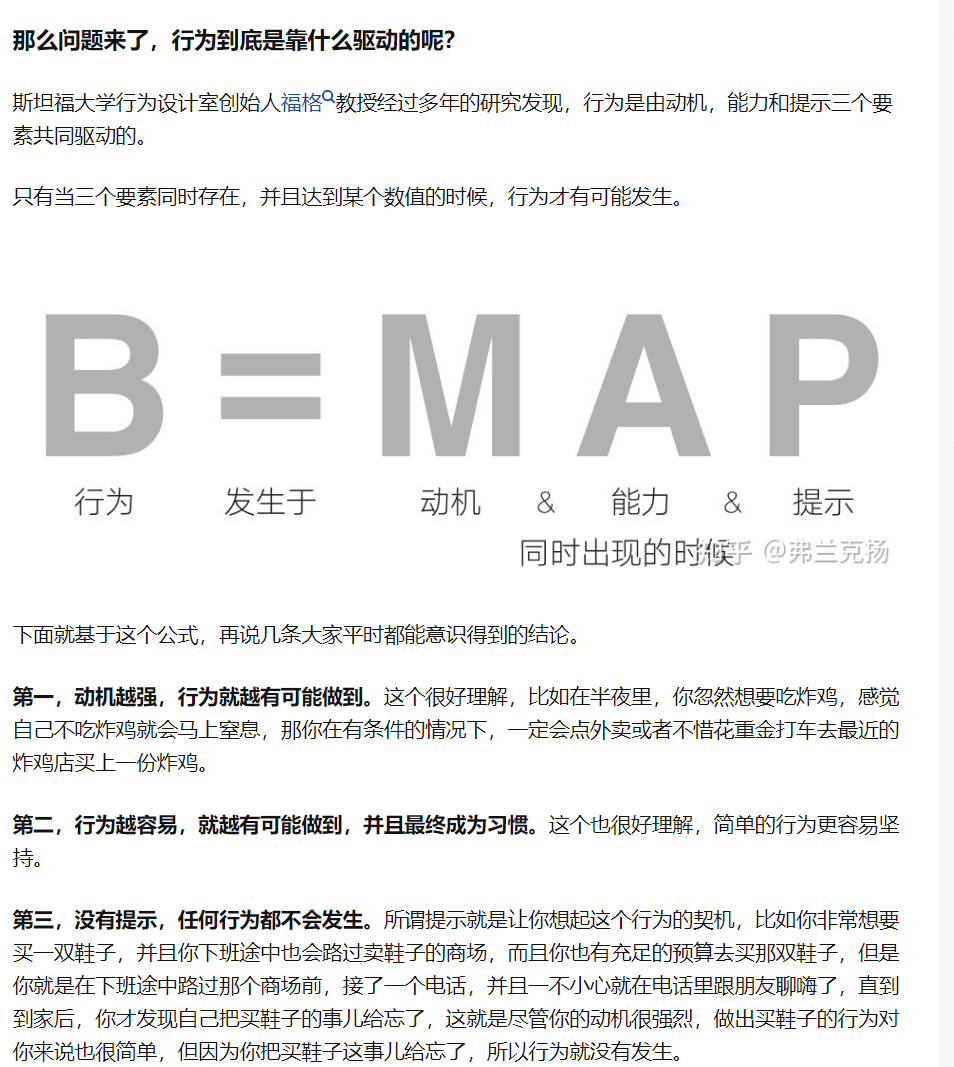 那么问题来了，行为到底是靠什么驱动的呢？
斯坦福大学行为设计室创始人福格教授经过多年的研究发现，行为是由动机，能力和提示三个要
素共同驱动的。
只有当三个要素同时存在，并且达到某个数值的时候，行为才有可能发生。
B = M A P
行为 发生于 动机 & 能力 & 提示
同时出现的时候
知乎 @弗兰克扬
下面就基于这个公式，再说几条大家平时都能意识得到的结论。
第一，动机越强，行为就越有可能做到。这个很好理解，比如在半夜里，你忽然想要吃炸鸡，感觉
自己不吃炸鸡就会马上窒息，那你在有条件的情况下，一定会点外卖或者不惜花重金打车去最近的
炸鸡店买上一份炸鸡。
第二，行为越容易，就越有可能做到，并且最终成为习惯。这个也很好理解，简单的行为更容易坚
持。
第三，没有提示，任何行为都不会发生。所谓提示就是让你想起这个行为的契机，比如你非常想要
买一双鞋子，并且你下班途中也会路过卖鞋子的商场，而且你也有充足的预算去买那双鞋子，但是
你就是在下班途中路过那个商场前，接了一个电话，并且一不小心就在电话里跟朋友聊嗨了，直到
到家后，你才发现自己把买鞋子的事儿给忘了，这就是尽管你的动机很强烈，做出买鞋子的行为对
你来说也很简单，但因为你把买鞋子这事儿给忘了，所以行为就没有发生。